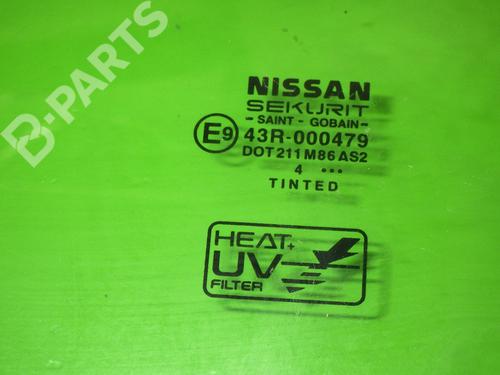 B-PARTS
NISSAN
SEKURIT
- SAINT - GOBAIN -
E9 43R-000479
DOT 211 M86 AS2
4 •••
TINTED
HEAT+
UV
FILTER